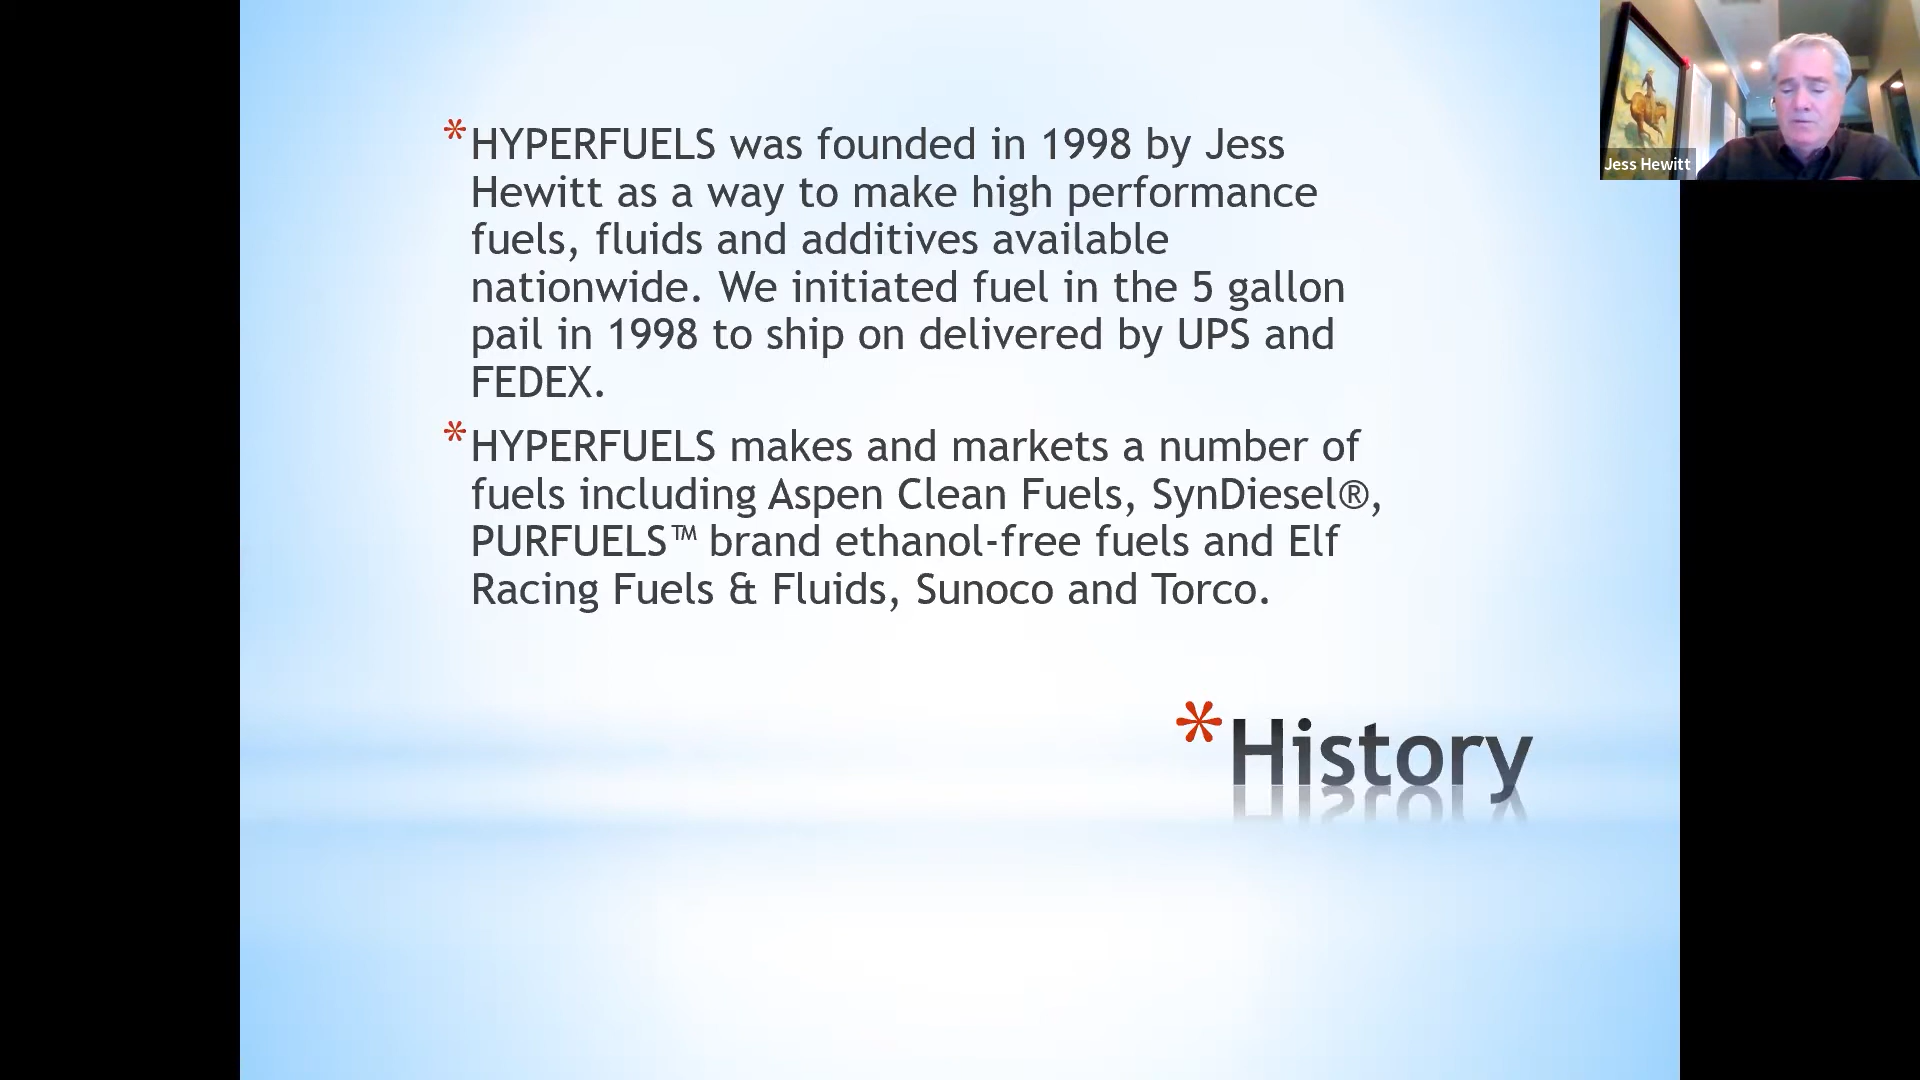 *HYPERFUELS was founded in 1998 by Jess
Hewitt as a way to make high performance
fuels, fluids and additives available
nationwide. We initiated fuel in the 5 gallon
pail in 1998 to ship on delivered by UPS and
FEDEX.
*HYPERFUELS makes and markets a number of
fuels including Aspen Clean Fuels, SynDiesel®,
PURFUELS™ brand ethanol-free fuels and Elf
Racing Fuels & Fluids, Sunoco and Torco.
*History
Jess Hewitt